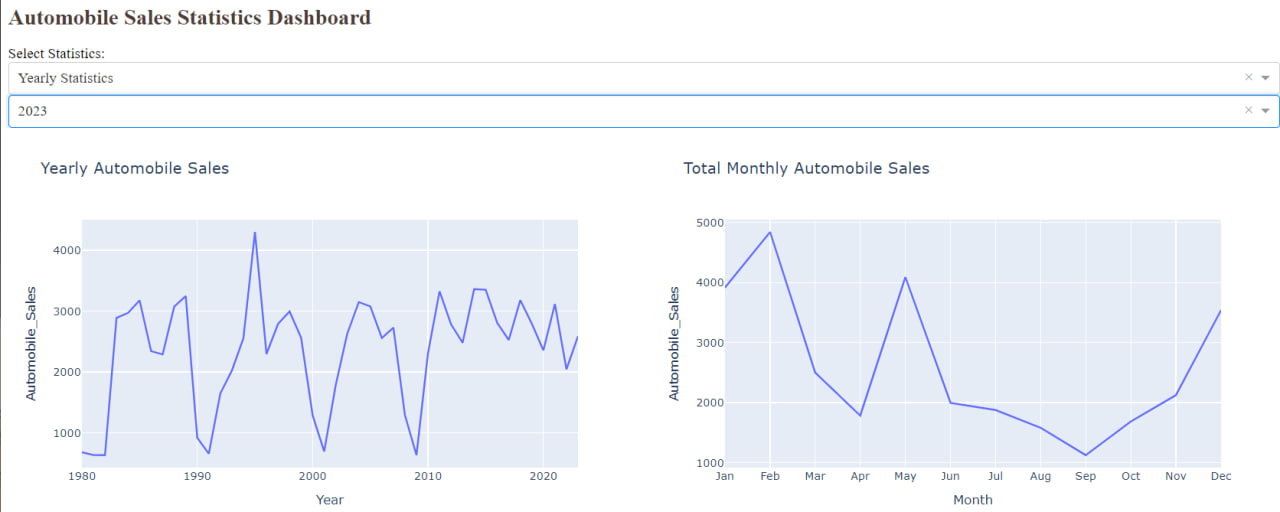 Automobile Sales Statistics Dashboard
Select Statistics:
Yearly Statistics
×
2023
×
Yearly Automobile Sales
Automobile_Sales
4000
3000
2000
1000
1980
1990
2000
2010
2020
Year
Total Monthly Automobile Sales
Automobile_Sales
5000
4000
3000
2000
1000
Jan
Feb
Mar
Apr
May
Jun
Jul
Aug
Sep
Oct
Nov
Dec
Month